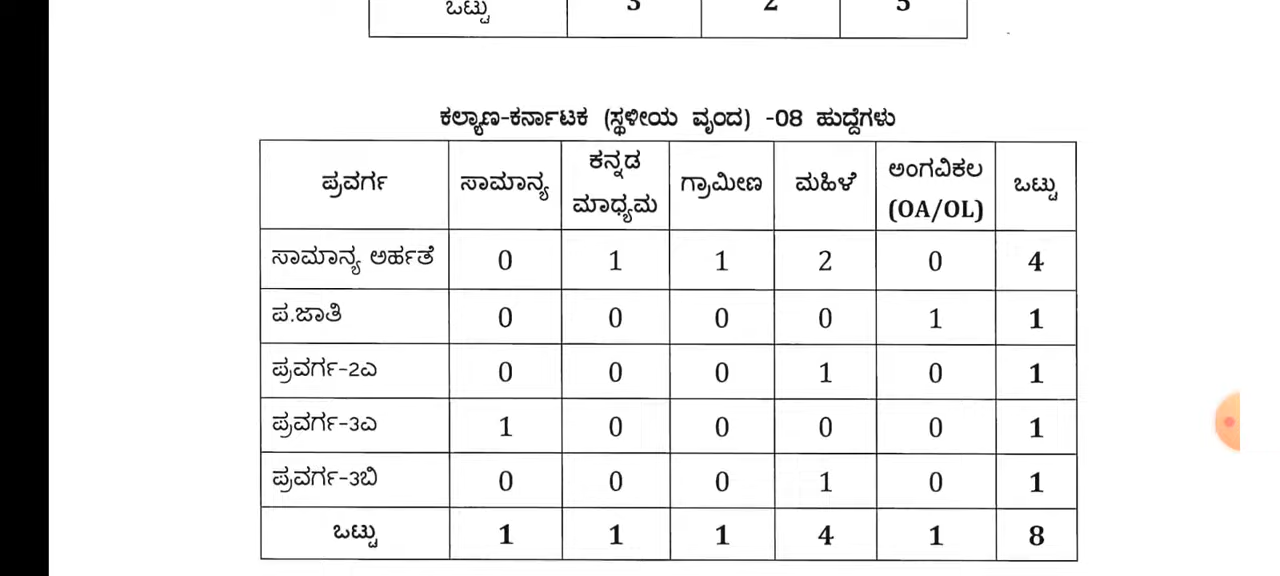 ಒಟ್ಟು 3 2 5
ಕಲ್ಯಾಣ-ಕರ್ನಾಟಕ (ಸ್ಥಳೀಯ ವೃಂದ) -08 ಹುದ್ದೆಗಳು
ಪ್ರವರ್ಗ ಸಾಮಾನ್ಯ ಕನ್ನಡ ಮಾಧ್ಯಮ ಗ್ರಾಮೀಣ ಮಹಿಳೆ ಅಂಗವಿಕಲ (OA/OL) ಒಟ್ಟು
ಸಾಮಾನ್ಯ ಅರ್ಹತೆ 0 1 1 2 0 4
ಪ.ಜಾತಿ 0 0 0 0 1 1
ಪ್ರವರ್ಗ-2ಎ 0 0 0 1 0 1
ಪ್ರವರ್ಗ-3ಎ 1 0 0 0 0 1
ಪ್ರವರ್ಗ-3ಬಿ 0 0 0 1 0 1
ಒಟ್ಟು 1 1 1 4 1 8